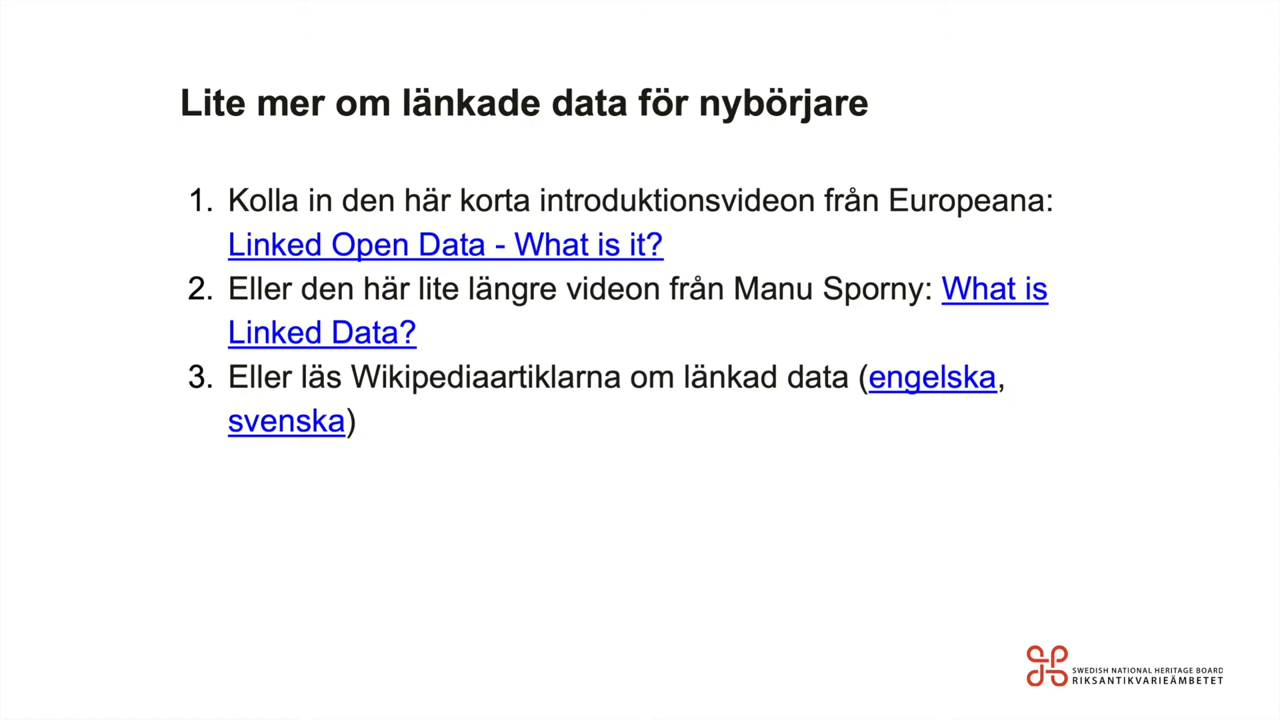 Lite mer om länkade data för nybörjare
1. Kolla in den här korta introduktionsvideon från Europeana:
Linked Open Data - What is it?
2. Eller den här lite längre videon från Manu Sporny: What is
Linked Data?
3. Eller läs Wikipediaartiklarna om länkad data (engelska,
svenska)
SWEDISH NATIONAL HERITAGE BOARD
RIKSANTIKVARIEÄMBETET